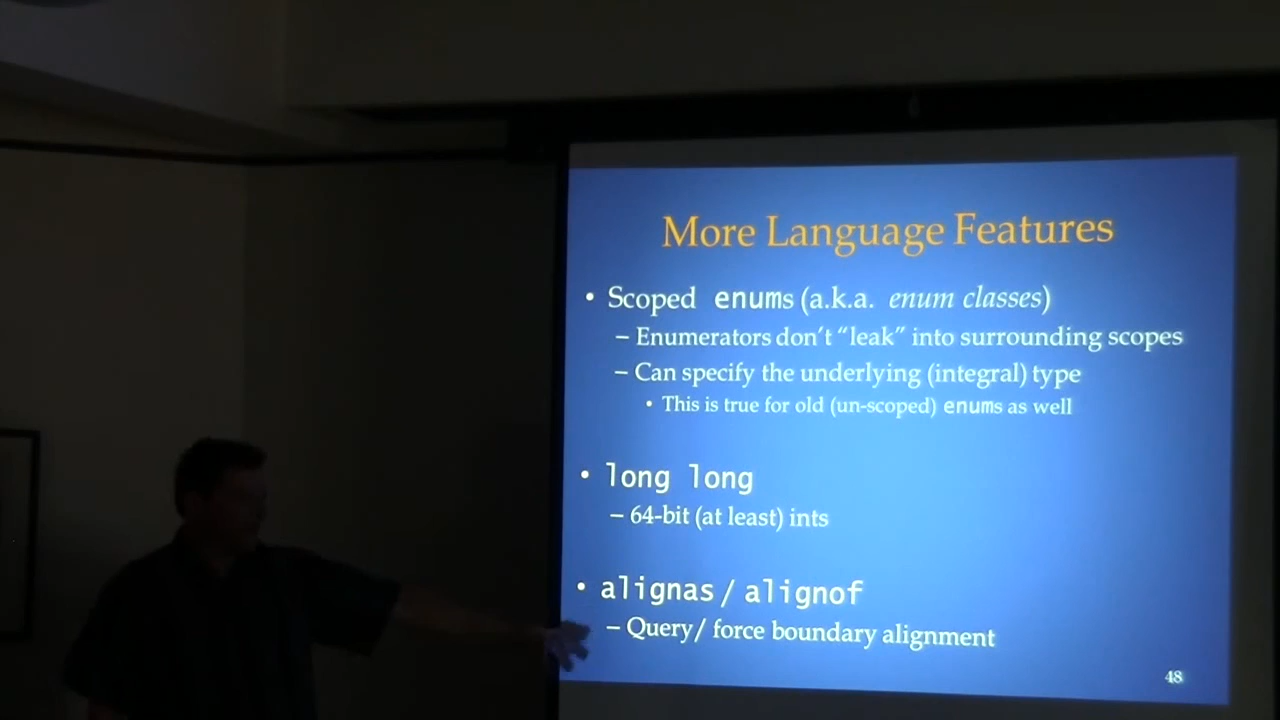 More Language Features
• Scoped enums (a.k.a. enum classes)
– Enumerators don't “leak” into surrounding scopes
– Can specify the underlying (integral) type
• This is true for old (un-scoped) enums as well
• long long
– 64-bit (at least) ints
• alignas / alignof
– Query/ force boundary alignment
48